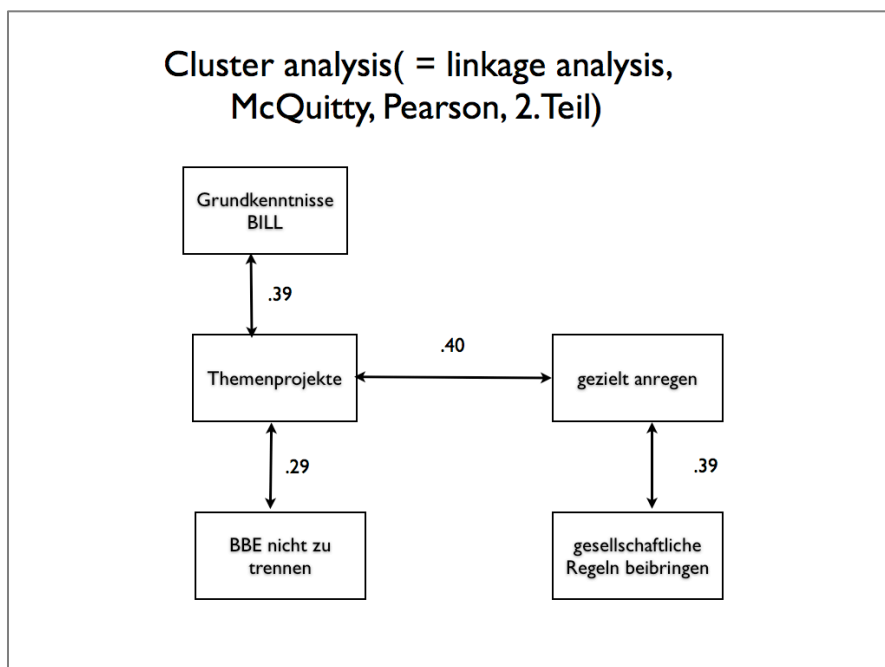 Cluster analysis( = linkage analysis,
McQuitty, Pearson, 2.Teil)
Grundkenntnisse
BILL
.39
Themenprojekte
.40
gezielt anregen
.29
.39
BBE nicht zu
trennen
gesellschaftliche
Regeln beibringen